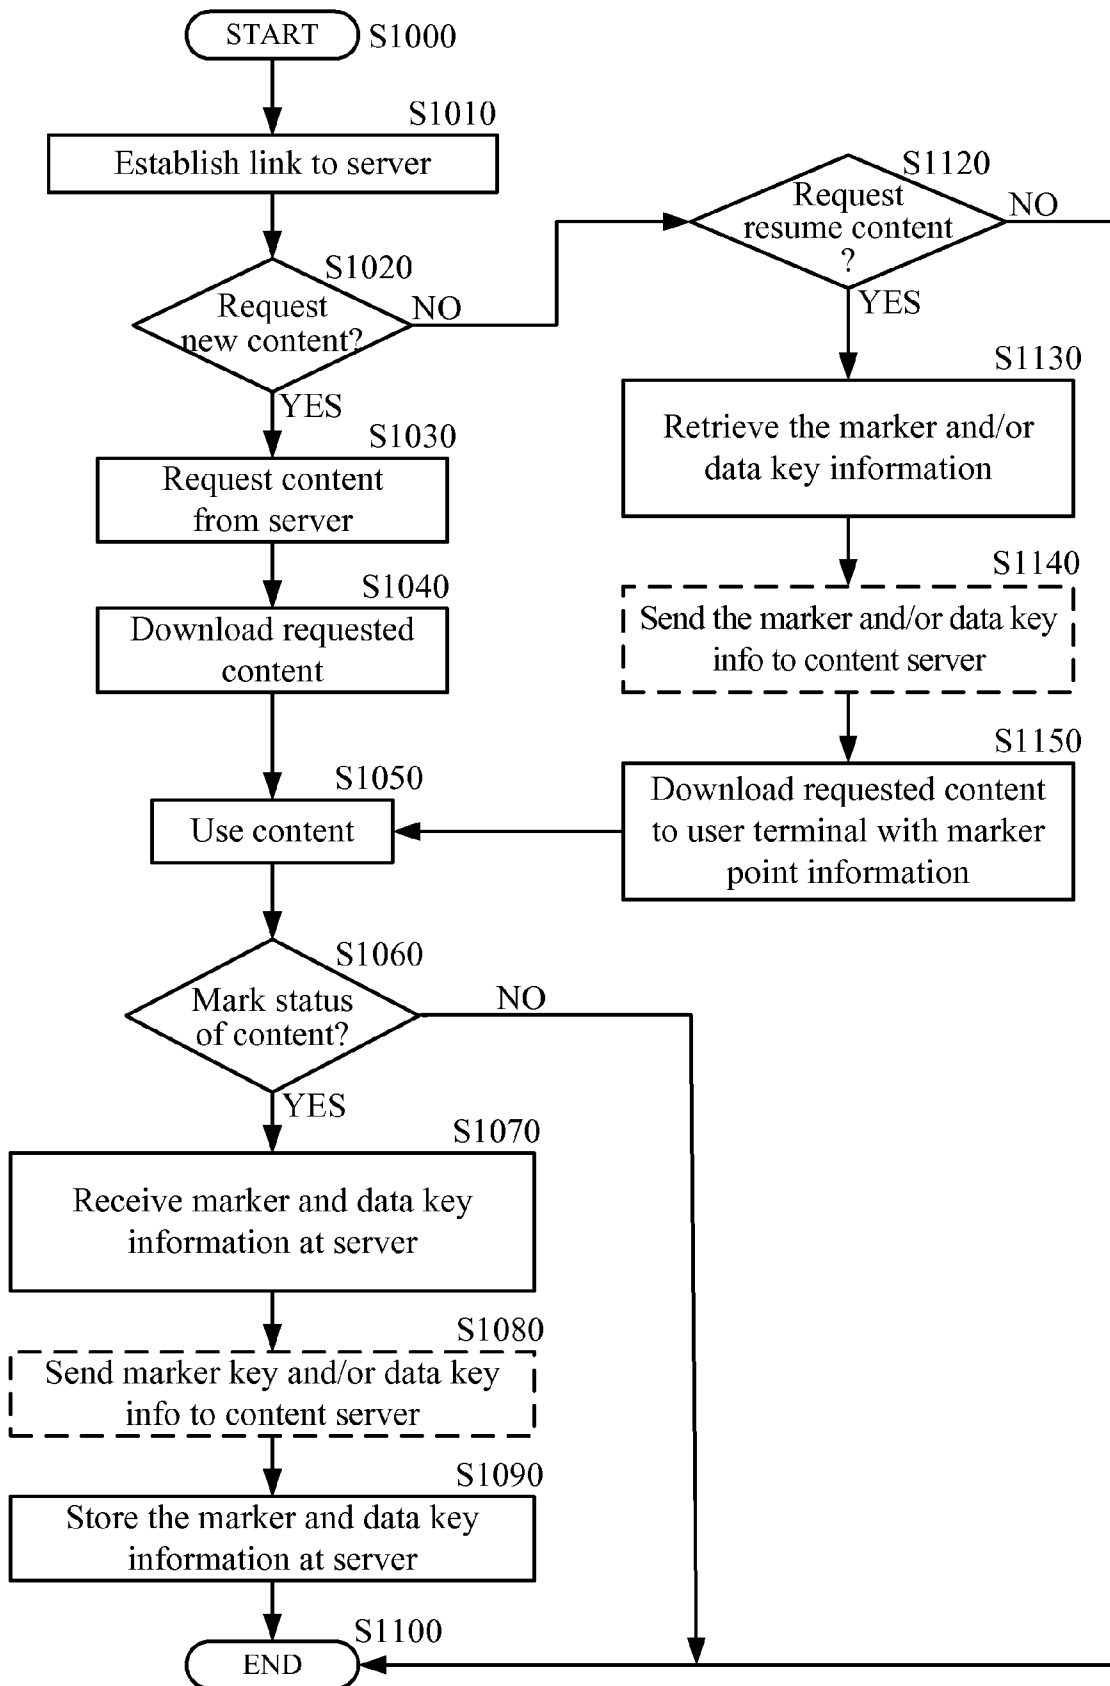 START
S1000
S1010
Establish link to server
S1020
Request
new content?
NO
YES
S1030
Request content
from server
S1040
Download requested
content
S1050
Use content
S1060
Mark status
of content?
NO
YES
S1070
Receive marker and data key
information at server
S1080
Send marker key and/or data key
info to content server
S1090
Store the marker and data key
information at server
S1100
END
S1120
Request
resume content
?
NO
YES
S1130
Retrieve the marker and/or
data key information
S1140
Send the marker and/or data key
info to content server
S1150
Download requested content
to user terminal with marker
point information